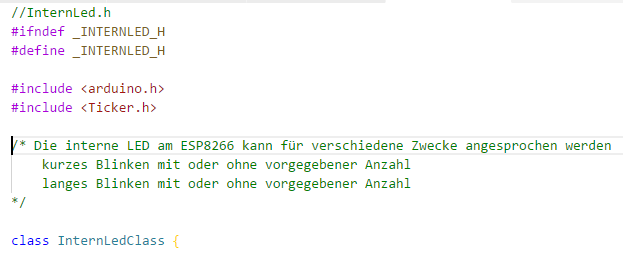 //InternLed.h
#ifndef _INTERNLED_H
#define _INTERNLED_H
#include <arduino.h>
#include <Ticker.h>
/* Die interne LED am ESP8266 kann für verschiedene Zwecke angesprochen werden
kurzes Blinken mit oder ohne vorgegebener Anzahl
langes Blinken mit oder ohne vorgegebener Anzahl
*/
class InternLedClass {